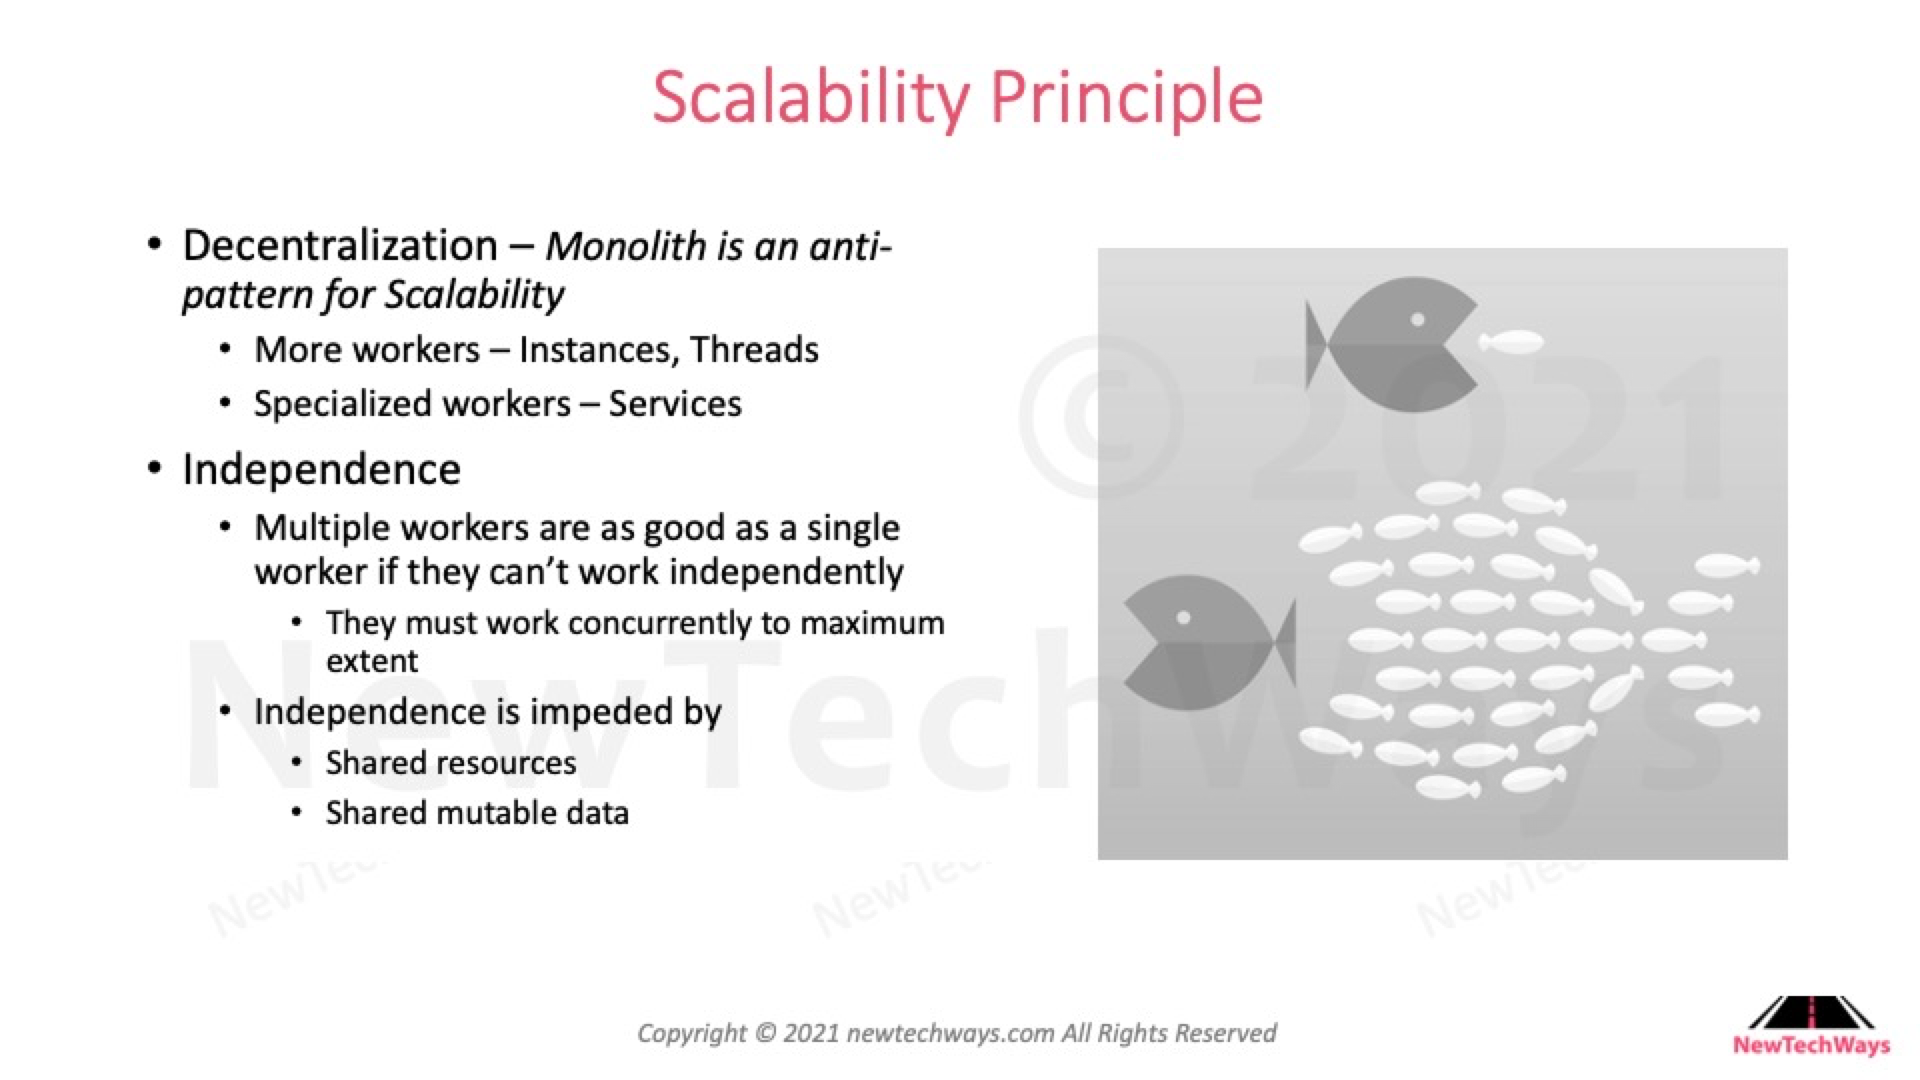 Scalability Principle
• Decentralization – Monolith is an anti-
pattern for Scalability
• More workers – Instances, Threads
• Specialized workers – Services
• Independence
• Multiple workers are as good as a single
worker if they can’t work independently
• They must work concurrently to maximum
extent
• Independence is impeded by
• Shared resources
• Shared mutable data
© 2021
NewTechWays
NewTec
NewTec
NewTec
Copyright © 2021 newtechways.com All Rights Reserved
NewTechWays